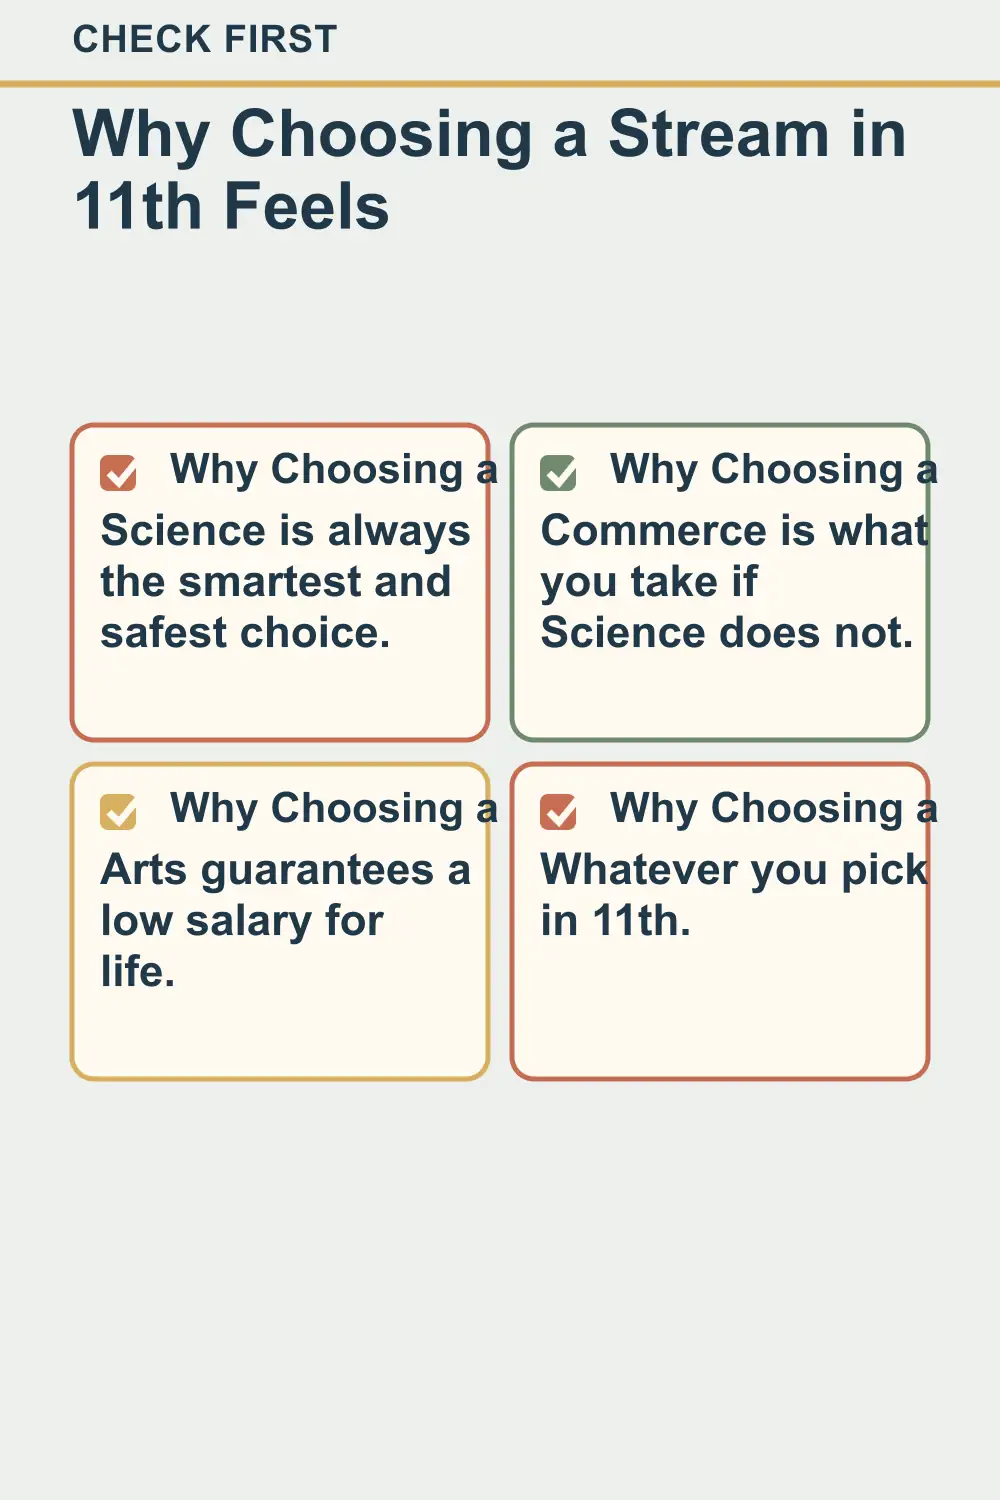 CHECK FIRST
Why Choosing a Stream in
11th Feels
Why Choosing a
Science is always
the smartest and
safest choice.
Why Choosing a
Commerce is what
you take if
Science does not.
Why Choosing a
Arts guarantees a
low salary for
life.
Why Choosing a
Whatever you pick
in 11th.